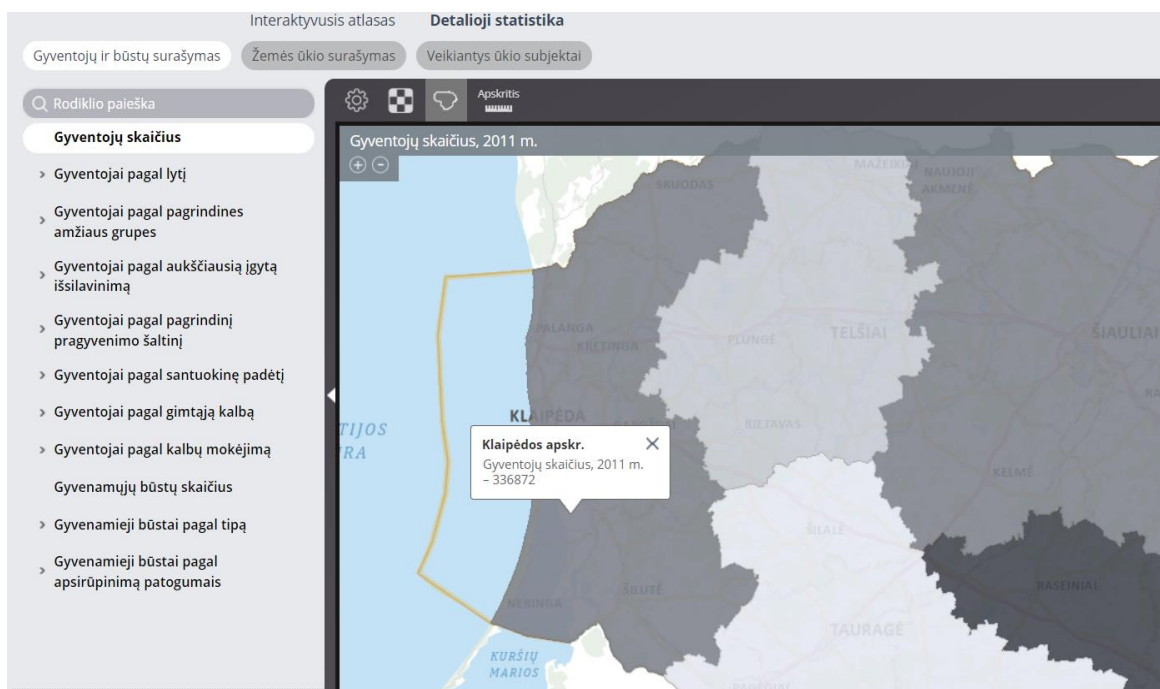 Interaktyvusis atlasas
Detalioji statistika
Gyventojų ir būstų surašymas
Žemės ūkio surašymas
Veikiantys ūkio subjektai
Rodiklio paieška
Gyventojų skaičius
Gyventojai pagal lytį
Gyventojai pagal pagrindines
amžiaus grupes
Gyventojai pagal aukščiausią įgytą
išsilavinimą
Gyventojai pagal pagrindinį
pragyvenimo šaltinį
Gyventojai pagal santuokinę padėtį
Gyventojai pagal gimtąją kalbą
Gyventojai pagal kalbų mokėjimą
Gyvenamųjų būstų skaičius
Gyvenamieji būstai pagal tipą
Gyvenamieji būstai pagal
apsirūpinimą patogumais
Apskritis
Gyventojų skaičius, 2011 m.
SKUODAS
MAŽEIKIAI
NAUJOJI
AKMENĖ
PALANGA
KRETINGA
PLUNGĖ
TELŠIAI
ŠIAULIAI
KLAIPĖDA
TIJOS
RA
RIETAVAS
Klaipėdos apskr.
Gyventojų skaičius, 2011 m.
– 336872
KELMĖ
ŠILALĖ
RASEINIAI
ŠILUTĖ
NERINGA
TAURAGĖ
KURŠIŲ
MARIOS